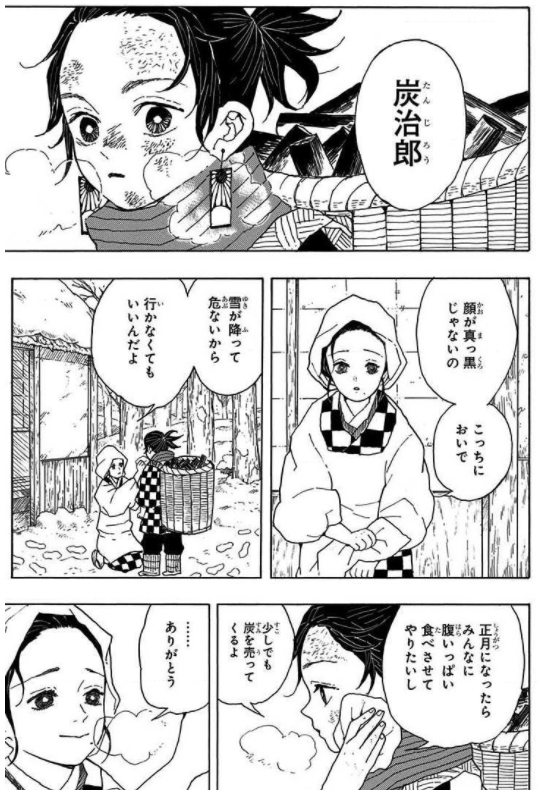 炭治郎
顔が真っ黒
じゃないの
こっちに
おいで
雪が降って
危ないから
行かなくても
いいんだよ
正月になったら
みんなに
腹いっぱい
食べさせて
やりたいし
少しでも
炭を売って
くるよ
……
ありがとう